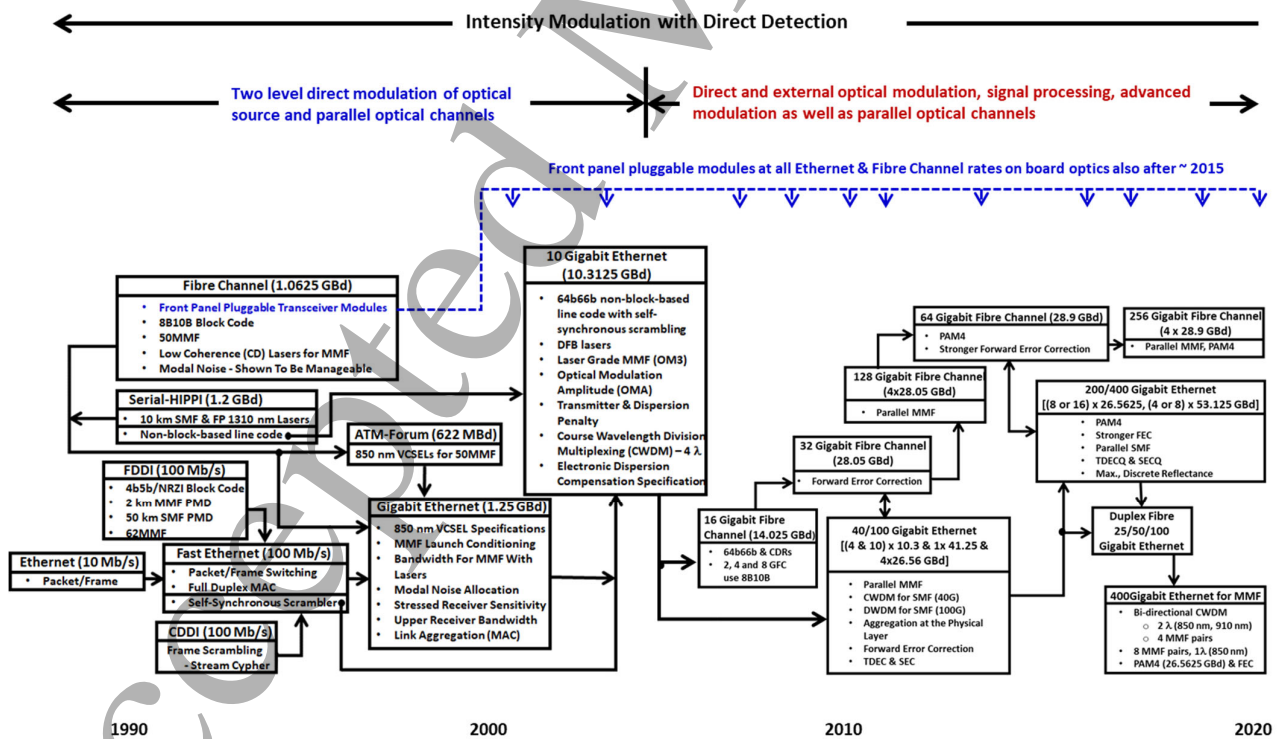 Intensity Modulation with Direct Detection
Two level direct modulation of optical
source and parallel optical channels
Direct and external optical modulation, signal processing, advanced
modulation as well as parallel optical channels
Front panel pluggable modules at all Ethernet & Fibre Channel rates on board optics also after ~ 2015
Fibre Channel (1.0625 GBd)
• Front Panel Pluggable Transceiver Modules
• 8B10B Block Code
• 50MMF
• Low Coherence (CD) Lasers for MMF
• Modal Noise - Shown To Be Manageable
Serial-HIPPI (1.2 GBd)
• 10 km SMF & FP 1310 nm Lasers
Non-block-based line code
FDDI (100 Mb/s)
• 4b5b/NRZI Block Code
• 2 km MMF PMD
• 50 km SMF PMD
• 62MMF
Ethernet (10 Mb/s)
• Packet/Frame
Fast Ethernet (100 Mb/s)
• Packet/Frame Switching
• Full Duplex MAC
• Self-Synchronous Scrambler
CDDI (100 Mb/s)
Frame Scrambling
- Stream Cypher
ATM-Forum (622 MBd)
850 nm VCSELs for 50MMF
Gigabit Ethernet (1.25 GBd)
• 850 nm VCSEL Specifications
• MMF Launch Conditioning
• Bandwidth For MMF With
Lasers
• Modal Noise Allocation
• Stressed Receiver Sensitivity
• Upper Receiver Bandwidth
• Link Aggregation (MAC)
10 Gigabit Ethernet
(10.3125 GBd)
• 64b66b non-block-based
line code with self-
synchronous scrambling
• DFB lasers
• Laser Grade MMF (OM3)
• Optical Modulation
Amplitude (OMA)
• Transmitter & Dispersion
Penalty
• Course Wavelength Division
Multiplexing (CWDM) – 4 λ
• Electronic Dispersion
Compensation Specification
16 Gigabit Fibre
Channel (14.025 GBd)
• 64b66b & CDRs
• 2, 4 and 8 GFC
use 8B10B
32 Gigabit Fibre Channel
(28.05 GBd)
• Forward Error Correction
128 Gigabit Fibre Channel
(4x28.05 GBd)
• Parallel MMF
64 Gigabit Fibre Channel (28.9 GBd)
• PAM4
• Stronger Forward Error Correction
256 Gigabit Fibre Channel
(4 x 28.9 GBd)
• Parallel MMF, PAM4
40/100 Gigabit Ethernet
[(4 & 10) x 10.3 & 1x 41.25 &
4x26.56 GBd]
• Parallel MMF
• CWDM for SMF (40G)
• DWDM for SMF (100G)
• Aggregation at the Physical
Layer
• Forward Error Correction
• TDEC & SEC
200/400 Gigabit Ethernet
[(8 or 16) x 26.5625, (4 or 8) x 53.125 GBd]
• PAM4
• Stronger FEC
• Parallel SMF
• TDECQ & SECQ
• Max., Discrete Reflectance
Duplex Fibre
25/50/100
Gigabit Ethernet
400Gigabit Ethernet for MMF
• Bi-directional CWDM
o 2 λ (850 nm, 910 nm)
o 4 MMF pairs
• 8 MMF pairs, 1λ (850 nm)
• PAM4 (26.5625 GBd) & FEC
1990
2000
2010
2020
ccepted M